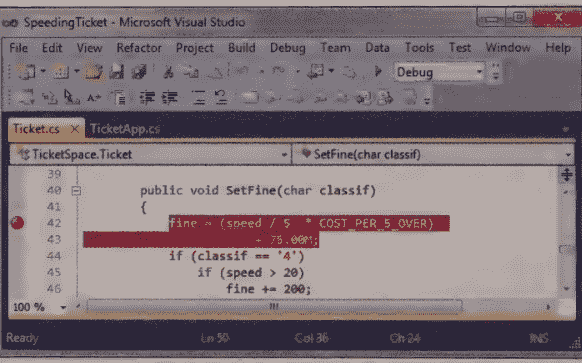 SpeedingTicket - Microsoft Visual Studio
File Edit View Refactor Project Build Debug Team Data Tools Test Window Help
Debug
Ticket.cs X TicketApp.cs
TicketSpace.Ticket SetFine(char classif)
39
40 public void SetFine(char classif)
41 {
42 fine = (speed / 5 * COST_PER_5_OVER)
43 + 75.00M;
44 if (classif == '4')
45 if (speed > 20)
46 fine += 200;
100 %
Ready Ln 50 Col 36 Ch 24 INS